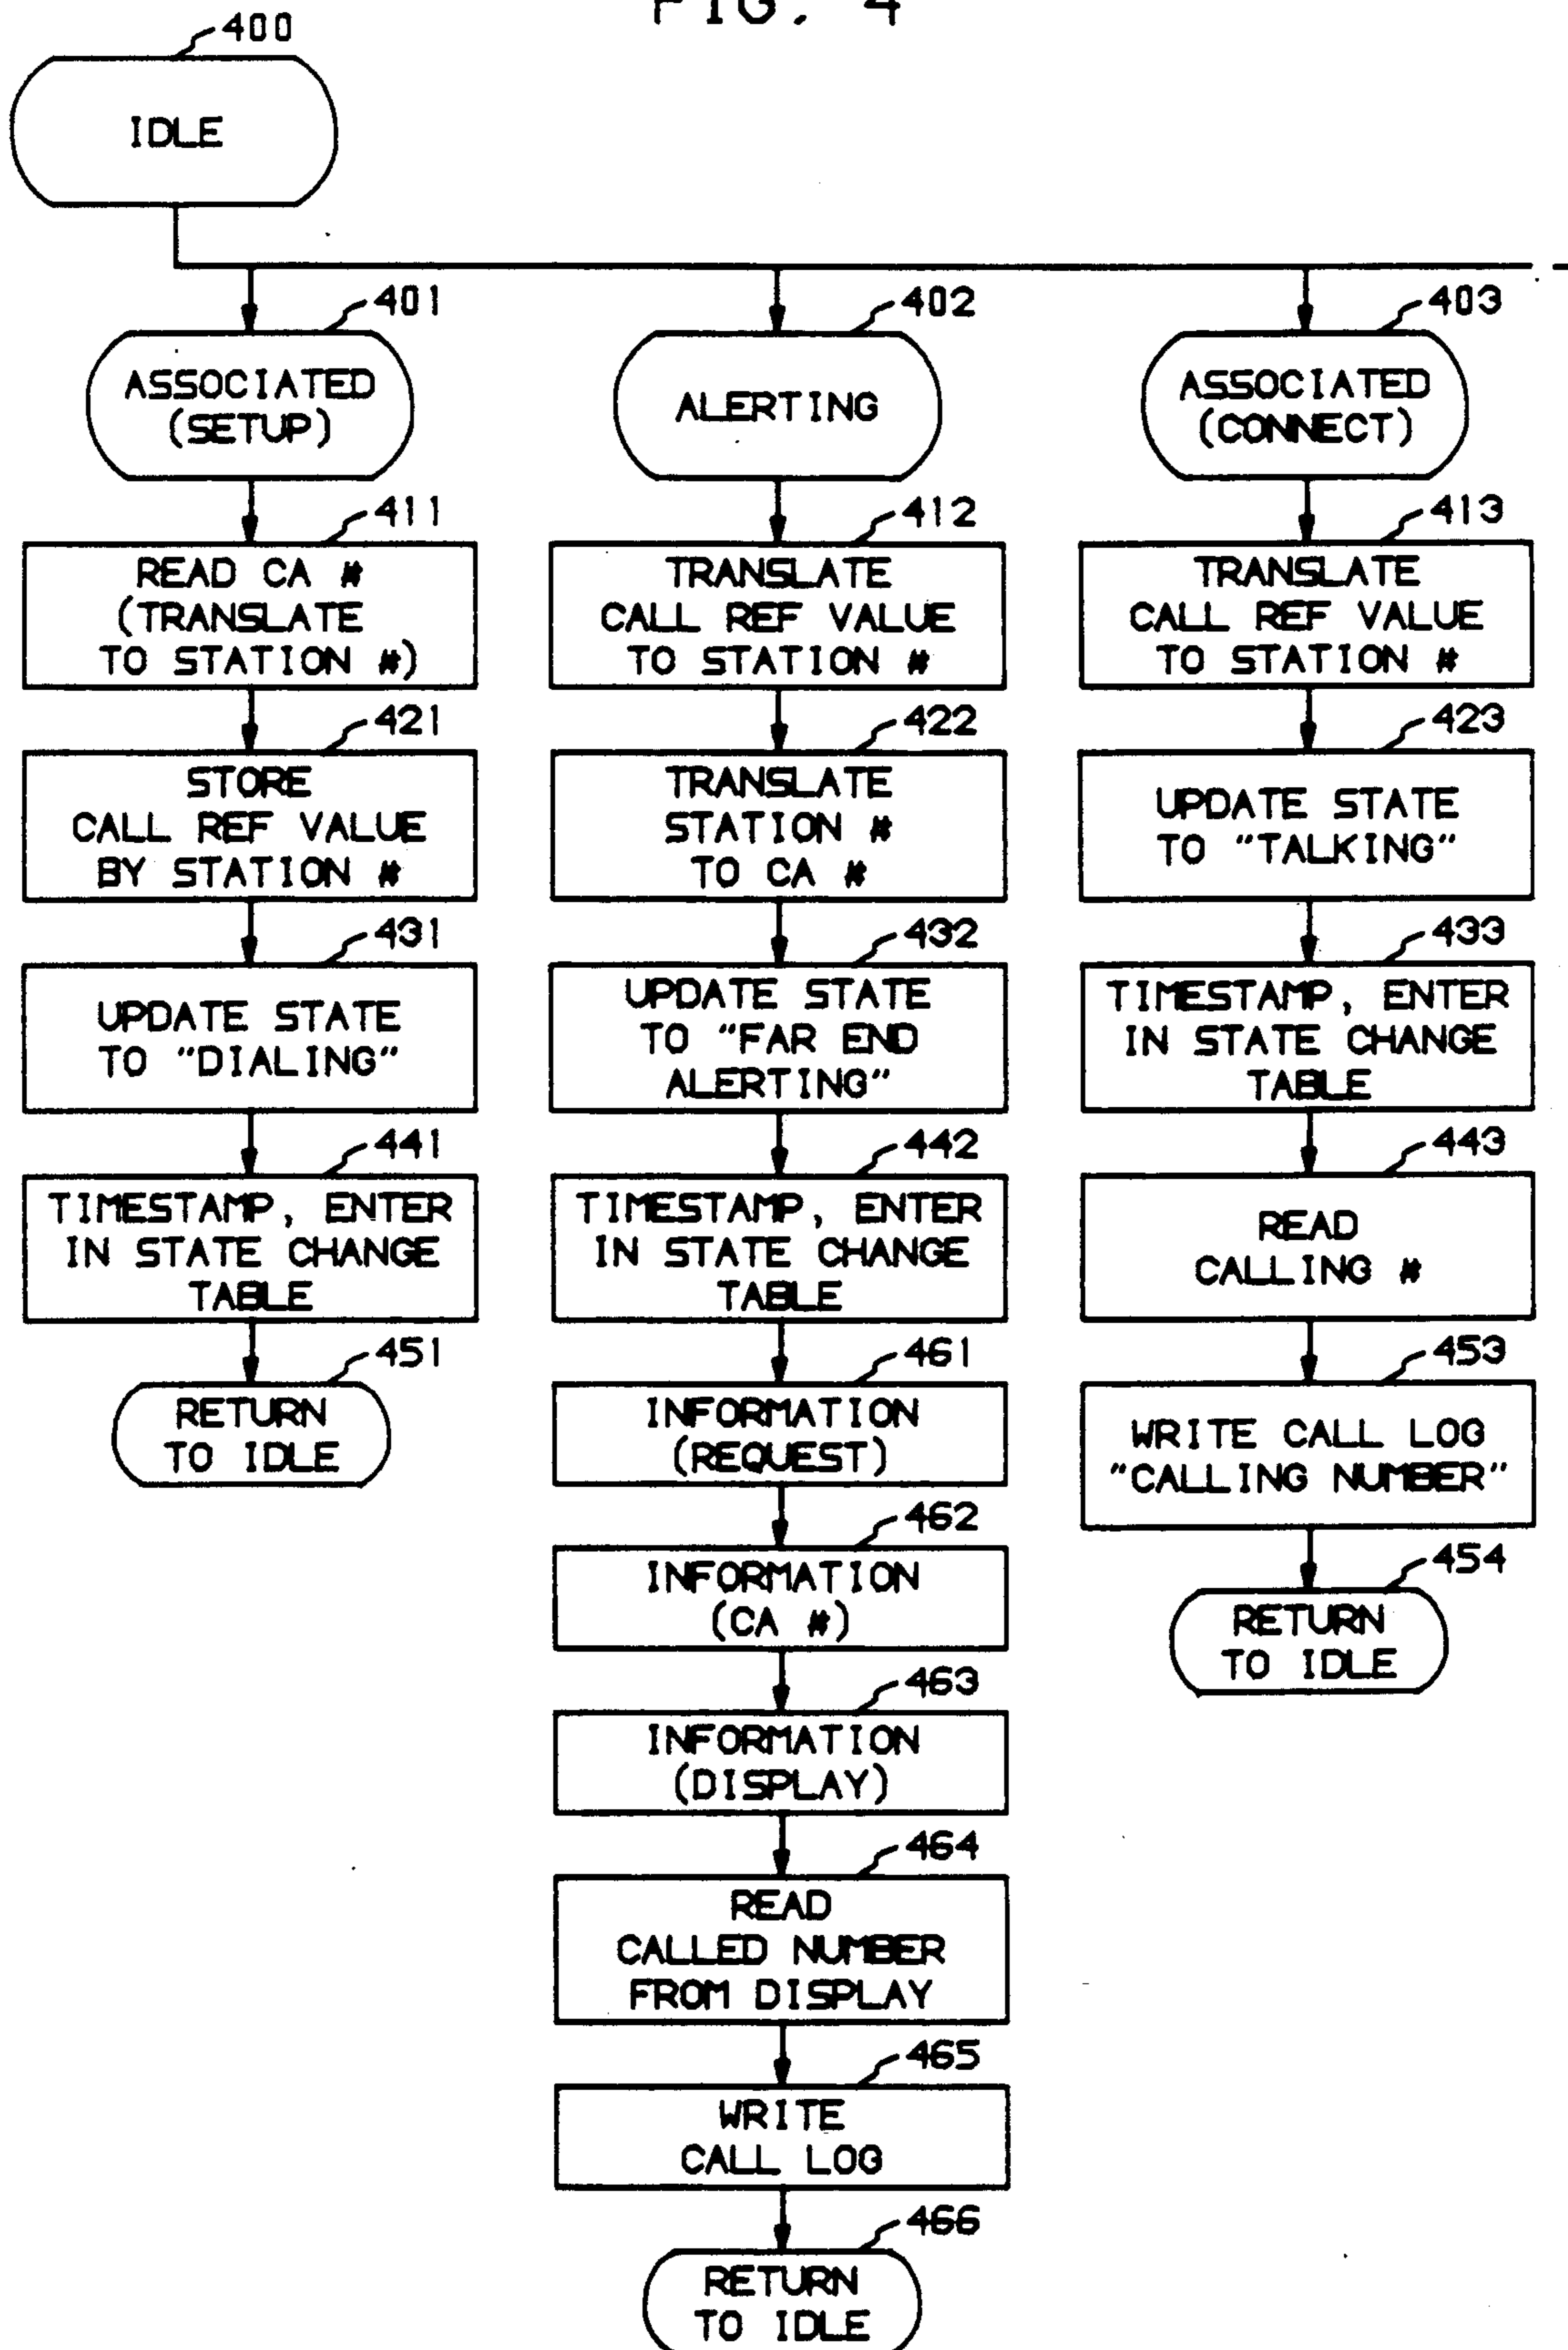 FIG. 4
400
IDLE
401
ASSOCIATED
(SETUP)
411
READ CA #
(TRANSLATE
TO STATION #)
421
STORE
CALL REF VALUE
BY STATION #
431
UPDATE STATE
TO "DIALING"
441
TIMESTAMP, ENTER
IN STATE CHANGE
TABLE
451
RETURN
TO IDLE
402
ALERTING
412
TRANSLATE
CALL REF VALUE
TO STATION #
422
TRANSLATE
STATION #
TO CA #
432
UPDATE STATE
TO "FAR END
ALERTING"
442
TIMESTAMP, ENTER
IN STATE CHANGE
TABLE
461
INFORMATION
(REQUEST)
462
INFORMATION
(CA #)
463
INFORMATION
(DISPLAY)
464
READ
CALLED NUMBER
FROM DISPLAY
465
WRITE
CALL LOG
466
RETURN
TO IDLE
403
ASSOCIATED
(CONNECT)
413
TRANSLATE
CALL REF VALUE
TO STATION #
423
UPDATE STATE
TO "TALKING"
433
TIMESTAMP, ENTER
IN STATE CHANGE
TABLE
443
READ
CALLING #
453
WRITE CALL LOG
"CALLING NUMBER"
454
RETURN
TO IDLE